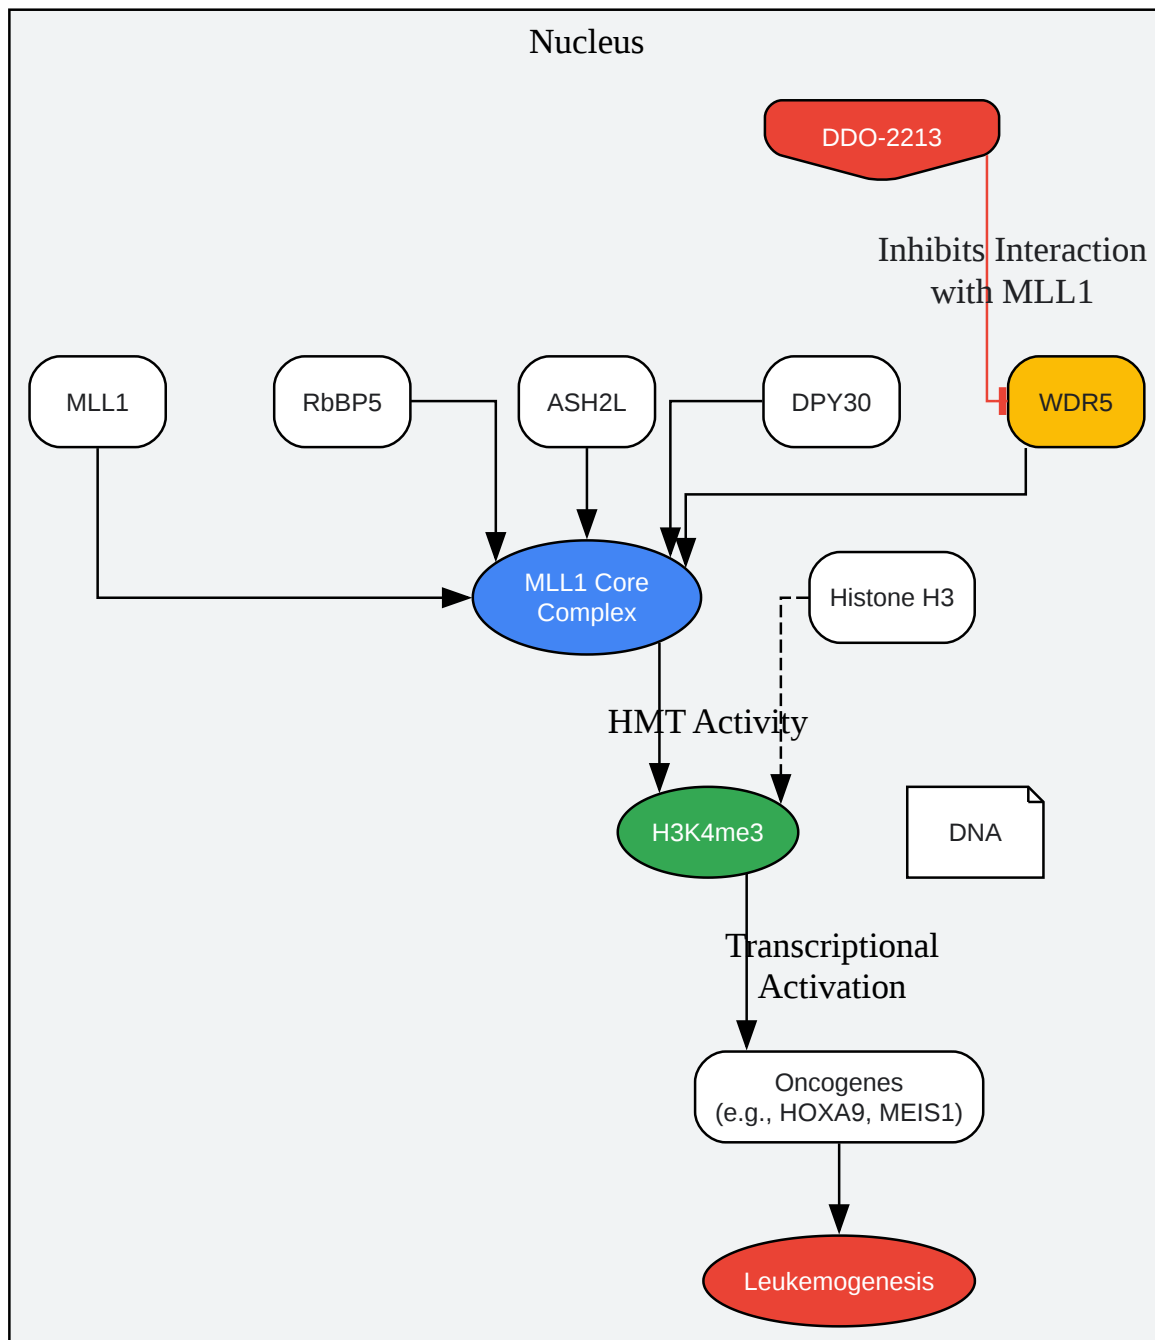 Nucleus
DDO-2213
Inhibits Interaction
with MLL1
MLL1
RbBP5
ASH2L
DPY30
WDR5
MLL1 Core
Complex
Histone H3
HMT Activity
H3K4me3
DNA
Transcriptional
Activation
Oncogenes
(e.g., HOXA9, MEIS1)
Leukemogenesis